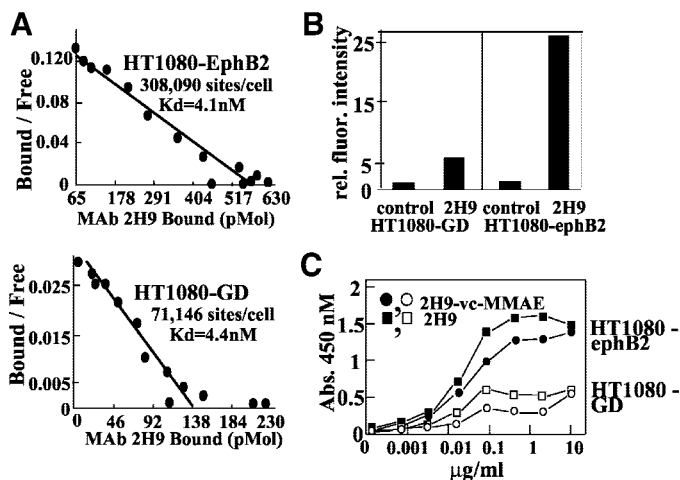 A
0.120
0.08
0.04
0
Bound / Free
HT1080-EphB2
308,090 sites/cell
Kd=4.1nM
65 178 291 404 517 630
MAb 2H9 Bound (pMol)
0.025
0.015
0.005
0
Bound / Free
HT1080-GD
71,146 sites/cell
Kd=4.4nM
0 46 92 138 184 230
MAb 2H9 Bound (pMol)
B
25
15
5
0
rel. fluor. intensity
control 2H9 control 2H9
HT1080-GD HT1080-ephB2
C
2
1.5
1
0.5
0
Abs. 450 nM
, 2H9-vc-MMAE
, 2H9
HT1080 -
ephB2
HT1080 -
GD
0.001 0.01 0.1 1 10
µg/ml